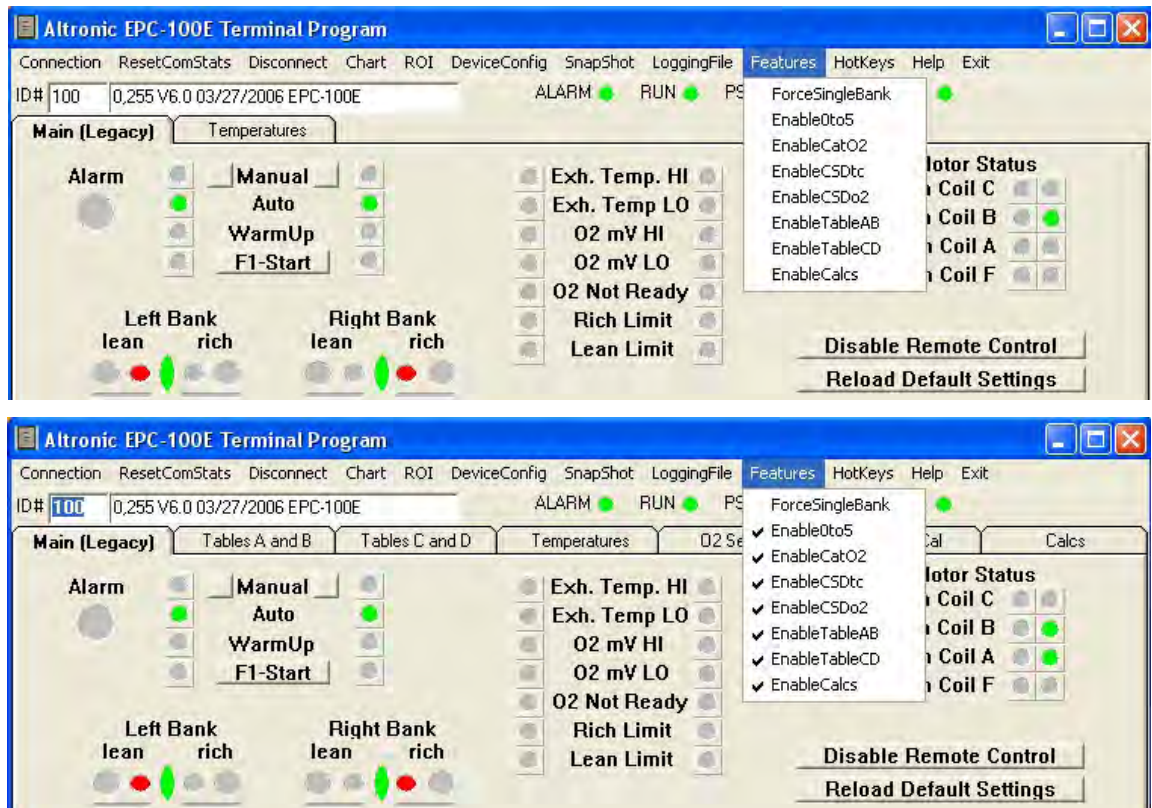 Altronic EPC-100E Terminal Program
Connection ResetComStats Disconnect Chart ROI DeviceConfig SnapShot LoggingFile Features HotKeys Help Exit
ID# 100 0,255 V6.0 03/27/2006 EPC-100E ALARM RUN
ForceSingleBank
Enable0to5
EnableCatO2
EnableCSDtc
EnableCSDo2
EnableTableAB
EnableTableCD
EnableCalcs
Main (Legacy) Temperatures
Alarm Manual Exh. Temp. HI Status
Auto Exh. Temp LO Coil C
WarmUp O2 mV HI Coil B
F1-Start O2 mV LO Coil A
O2 Not Ready Coil F
Left Bank Right Bank Rich Limit
lean rich lean rich Lean Limit
Disable Remote Control
Reload Default Settings
Altronic EPC-100E Terminal Program
Connection ResetComStats Disconnect Chart ROI DeviceConfig SnapShot LoggingFile Features HotKeys Help Exit
ID# 100 0,255 V6.0 03/27/2006 EPC-100E ALARM RUN
ForceSingleBank
Enable0to5
EnableCatO2
EnableCSDtc
EnableCSDo2
EnableTableAB
EnableTableCD
EnableCalcs
Main (Legacy) Tables A and B Tables C and D Temperatures O2 Cal Calcs
Alarm Manual Exh. Temp. HI Status
Auto Exh. Temp LO Coil C
WarmUp O2 mV HI Coil B
F1-Start O2 mV LO Coil A
O2 Not Ready Coil F
Left Bank Right Bank Rich Limit
lean rich lean rich Lean Limit
Disable Remote Control
Reload Default Settings